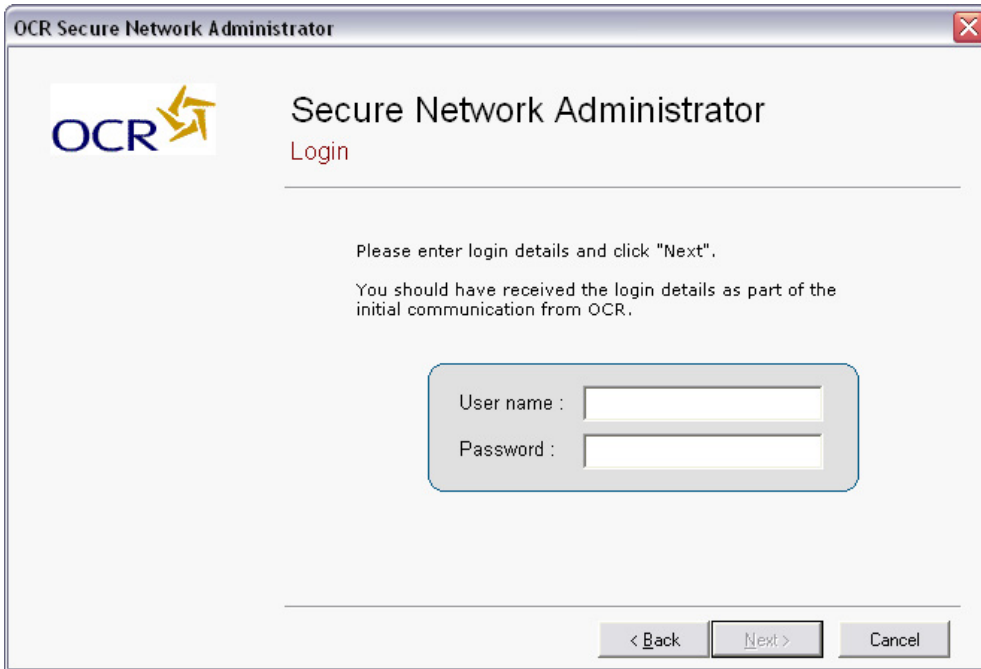 OCR Secure Network Administrator
OCR
Secure Network Administrator
Login
Please enter login details and click "Next".
You should have received the login details as part of the
initial communication from OCR.
User name :
Password :
< Back
Next >
Cancel